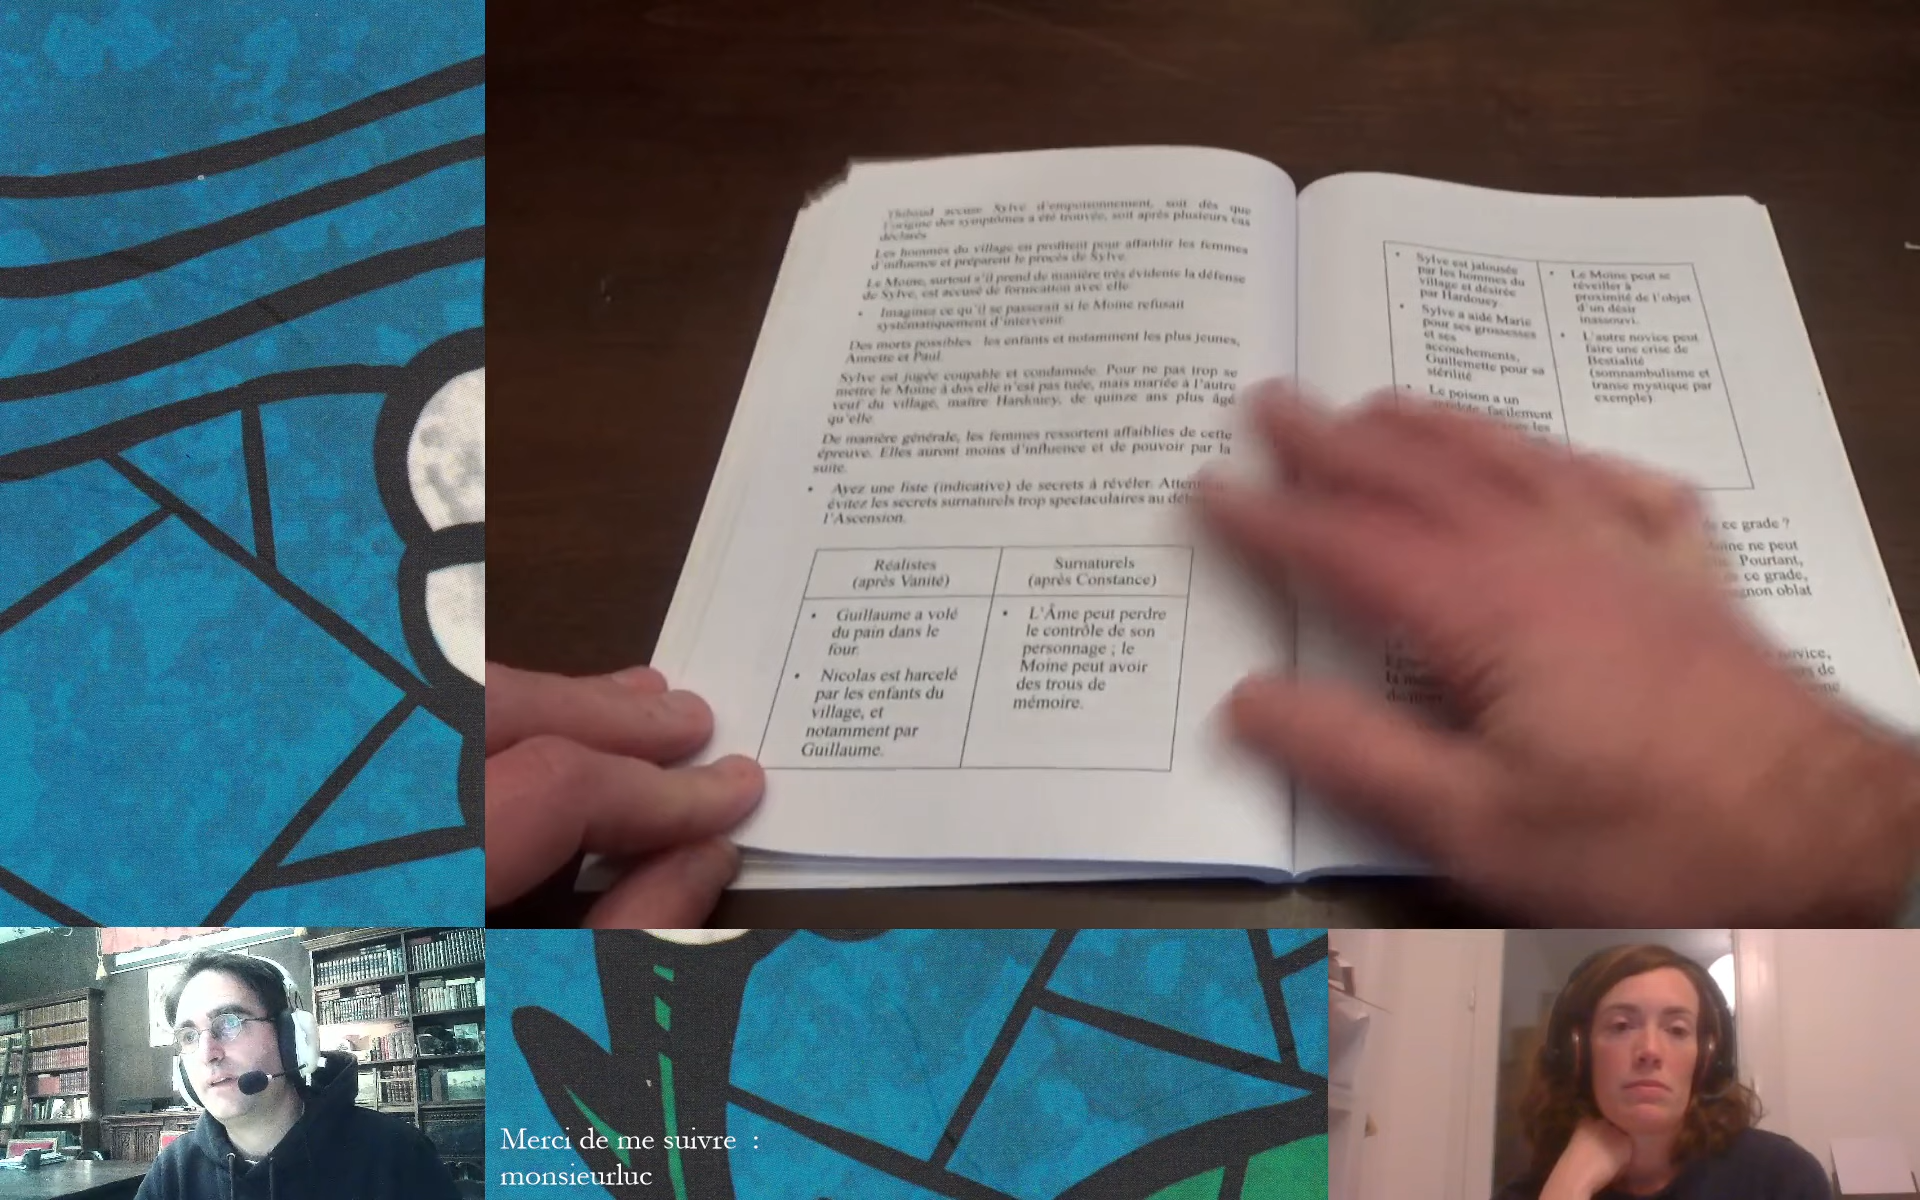 Thibaud accuse Sylve d'empoisonnement, soit dès que
l'origine des symptômes a été trouvée, soit après plusieurs cas
déclarés.
Les hommes du village en profitent pour affaiblir les femmes
d'influence et préparent le procès de Sylve.
Le Moine, surtout s'il prend de manière très évidente la défense
de Sylve, est accusé de fornication avec elle.
• Imaginez ce qu'il se passerait si le Moine refusait
systématiquement d'intervenir.
Des morts possibles : les enfants et notamment les plus jeunes,
Annette et Paul.
Sylve est jugée coupable et condamnée. Pour ne pas trop se
mettre le Moine à dos elle n'est pas tuée, mais mariée à l'autre
veuf du village, maître Hardouey, de quinze ans plus âgé
qu'elle.
De manière générale, les femmes ressortent affaiblies de cette
épreuve. Elles auront moins d'influence et de pouvoir par la
suite.
• Ayez une liste (indicative) de secrets à révéler.
évitez les secrets surnaturels trop spectaculaires au
l'Ascension.
Réalistes
(après Vanité)
Surnaturels
(après Constance)
• Guillaume a volé
du pain dans le
four.
• Nicolas est harcelé
par les enfants du
village, et
notamment par
Guillaume.
• L'Âme peut perdre
le contrôle de son
personnage ; le
Moine peut avoir
des trous de
mémoire.
• Sylve est jalousée
par les hommes du
village et désirée
par Hardouey.
• Sylve a aidé Marie
pour ses grossesses
et ses
accouchements,
Guillemette pour sa
stérilité.
• Le poison a un
facilement
les
• Le Moine peut se
réveiller à
proximité de l'objet
d'un désir
inassouvi.
• L'autre novice peut
faire une crise de
Bestialité
(somnambulisme et
transe mystique par
exemple).
ce grade ?
ne peut
Pourtant,
ce grade,
oblat
novice,
de
Merci de me suivre :
monsieurluc